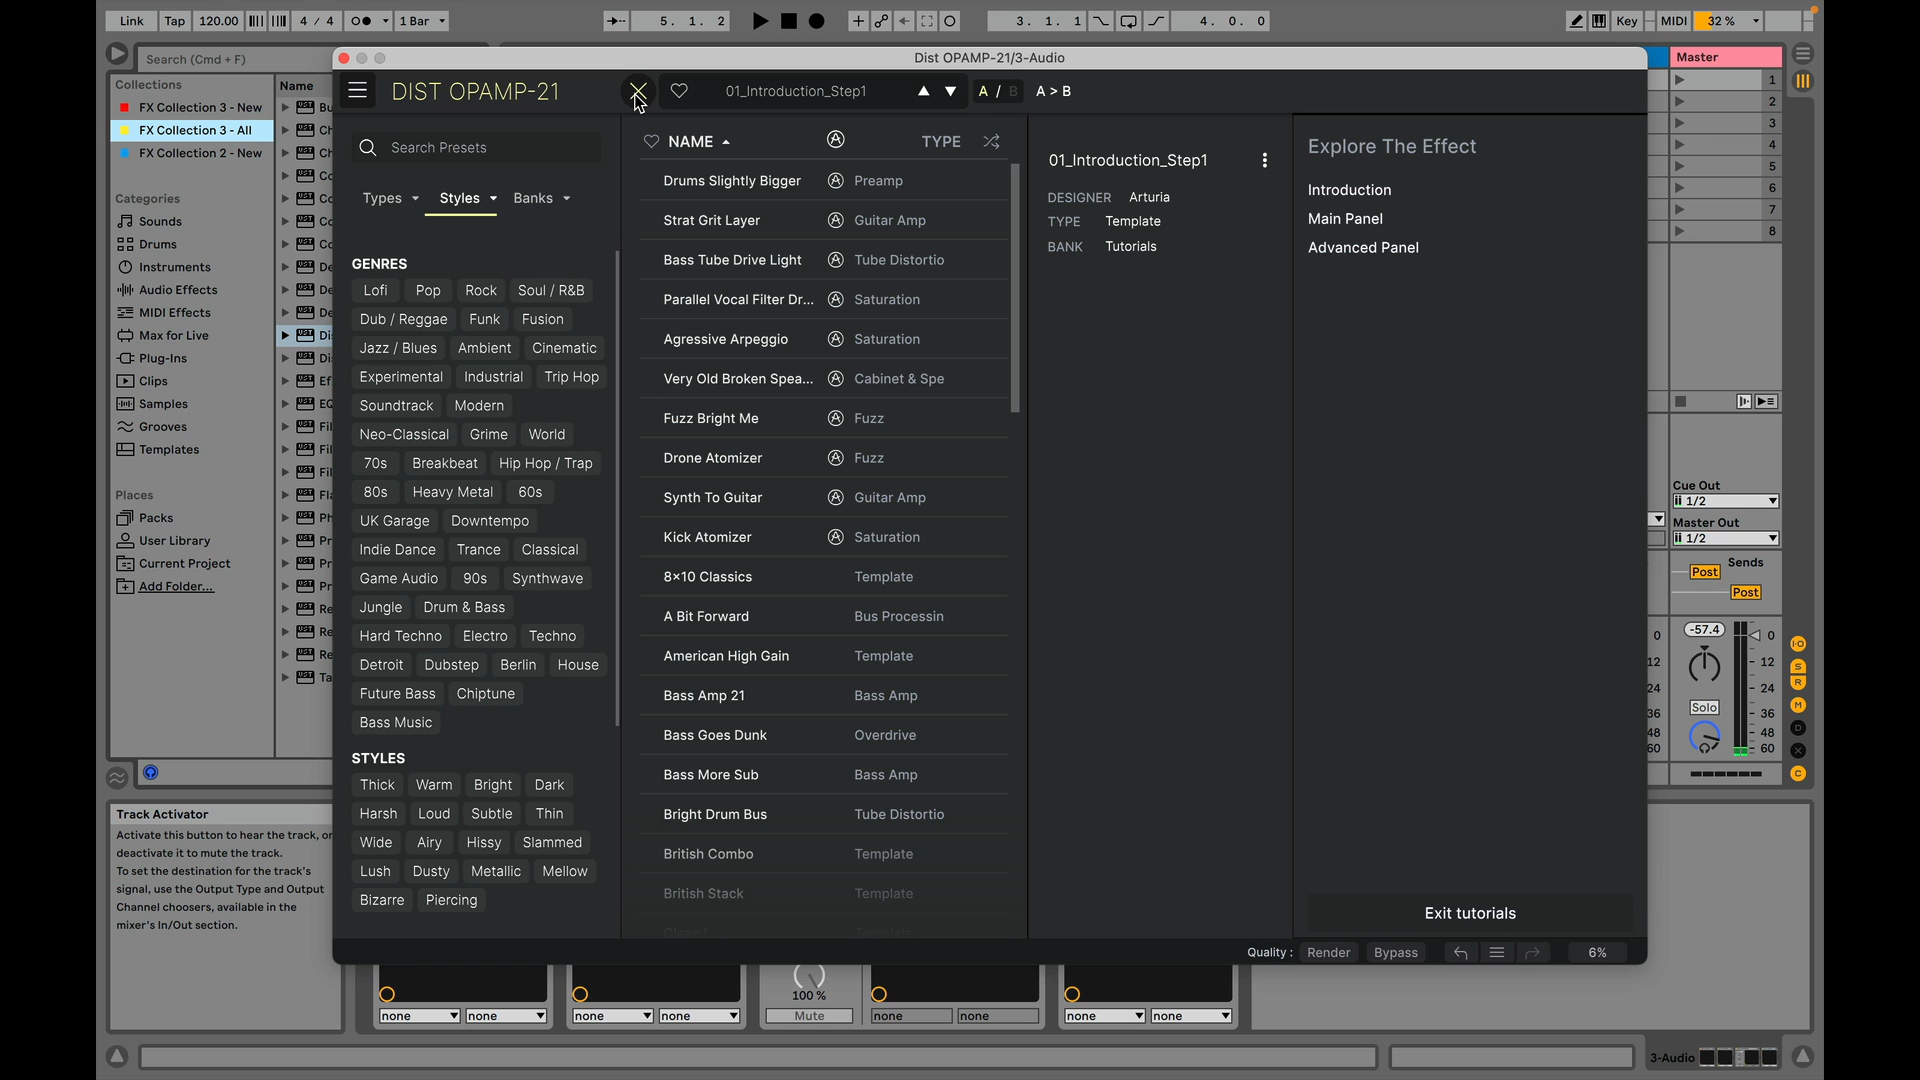 Link Tap 120.00 4 / 4 1 Bar 5. 1. 2 3. 1. 1 4. 0. 0 Key MIDI 32 %
Search (Cmd + F)
Dist OPAMP-21/3-Audio
Master
DIST OPAMP-21
01_Introduction_Step1
A / B
A > B
Collections
FX Collection 3 - New
FX Collection 3 - All
FX Collection 2 - New
Categories
Sounds
Drums
Instruments
Audio Effects
MIDI Effects
Max for Live
Plug-Ins
Clips
Samples
Grooves
Templates
Places
Packs
User Library
Current Project
Add Folder...
Name
Search Presets
Types Styles Banks
GENRES
Lofi Pop Rock Soul / R&B
Dub / Reggae Funk Fusion
Jazz / Blues Ambient Cinematic
Experimental Industrial Trip Hop
Soundtrack Modern
Neo-Classical Grime World
70s Breakbeat Hip Hop / Trap
80s Heavy Metal 60s
UK Garage Downtempo
Indie Dance Trance Classical
Game Audio 90s Synthwave
Jungle Drum & Bass
Hard Techno Electro Techno
Detroit Dubstep Berlin House
Future Bass Chiptune
Bass Music
STYLES
Thick Warm Bright Dark
Harsh Loud Subtle Thin
Wide Airy Hissy Slammed
Lush Dusty Metallic Mellow
Bizarre Piercing
NAME TYPE
Drums Slightly Bigger Preamp
Strat Grit Layer Guitar Amp
Bass Tube Drive Light Tube Distortio
Parallel Vocal Filter Dr... Saturation
Agressive Arpeggio Saturation
Very Old Broken Spea... Cabinet & Spe
Fuzz Bright Me Fuzz
Drone Atomizer Fuzz
Synth To Guitar Guitar Amp
Kick Atomizer Saturation
8x10 Classics Template
A Bit Forward Bus Processin
American High Gain Template
Bass Amp 21 Bass Amp
Bass Goes Dunk Overdrive
Bass More Sub Bass Amp
Bright Drum Bus Tube Distortio
British Combo Template
British Stack Template
01_Introduction_Step1
DESIGNER Arturia
TYPE Template
BANK Tutorials
Explore The Effect
Introduction
Main Panel
Advanced Panel
Exit tutorials
Quality : Render Bypass 6%
1
2
3
4
5
6
7
8
Cue Out
1/2
Master Out
1/2
Sends
Post
Post
-57.4
0
12
24
36
48
60
Solo
Track Activator
Activate this button to hear the track, or
deactivate it to mute the track.
To set the destination for the track's
signal, use the Output Type and Output
Channel choosers, available in the
mixer's In/Out section.
100 %
Mute
none none none none none none none none
3-Audio